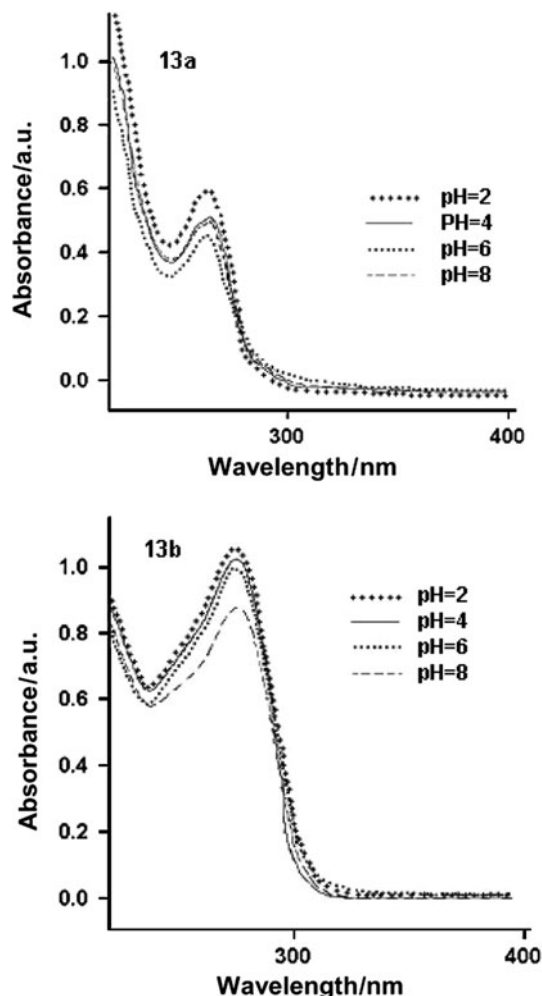 13a
1.0
0.8
0.6
0.4
0.2
0.0
Absorbance/a.u.
pH=2
PH=4
pH=6
pH=8
300
400
Wavelength/nm
13b
1.0
0.8
0.6
0.4
0.2
0.0
Absorbance/a.u.
pH=2
pH=4
pH=6
pH=8
300
400
Wavelength/nm